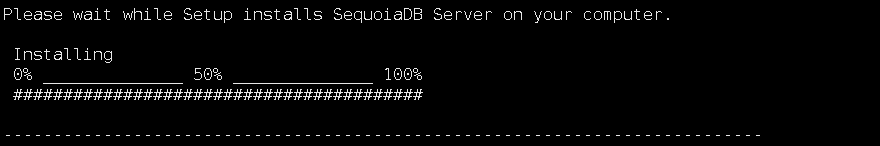 Please wait while Setup installs SequoiaDB Server on your computer.
Installing
0% ______________ 50% ______________ 100%
#########################################
----------------------------------------------------------------------------